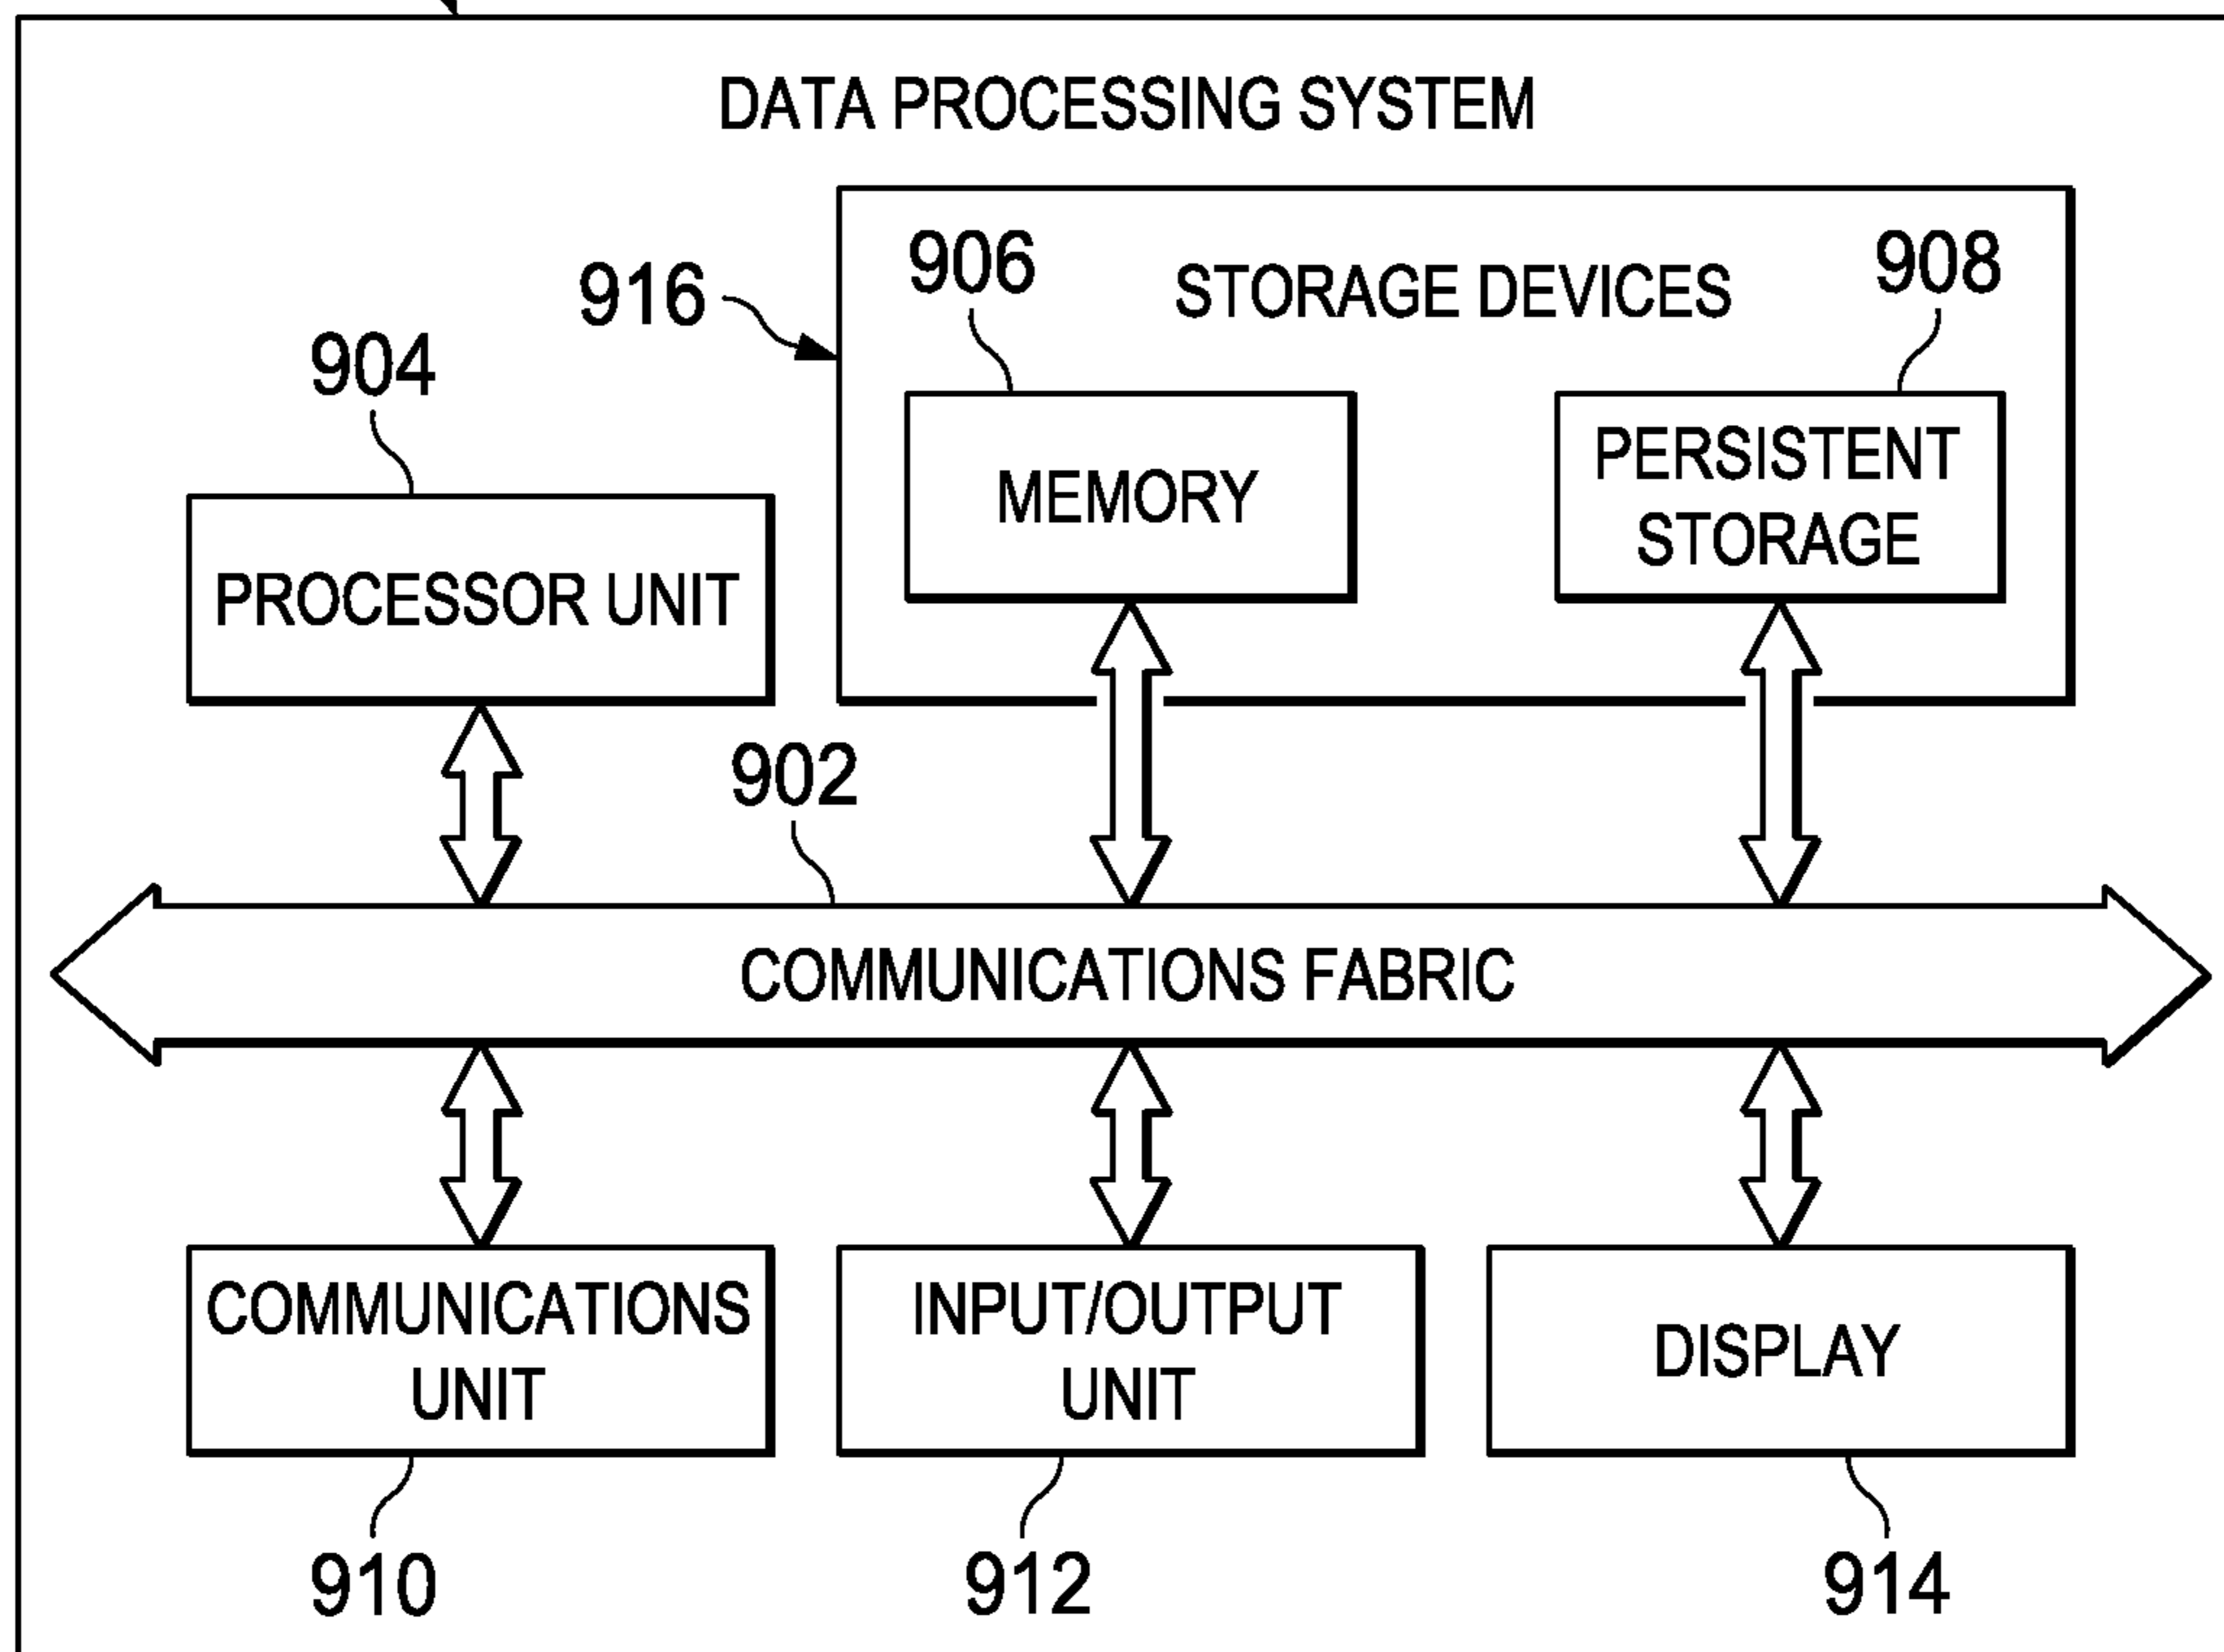 DATA PROCESSING SYSTEM
916
906
STORAGE DEVICES
908
904
MEMORY
PERSISTENT
STORAGE
PROCESSOR UNIT
902
COMMUNICATIONS FABRIC
COMMUNICATIONS
UNIT
INPUT/OUTPUT
UNIT
DISPLAY
910
912
914